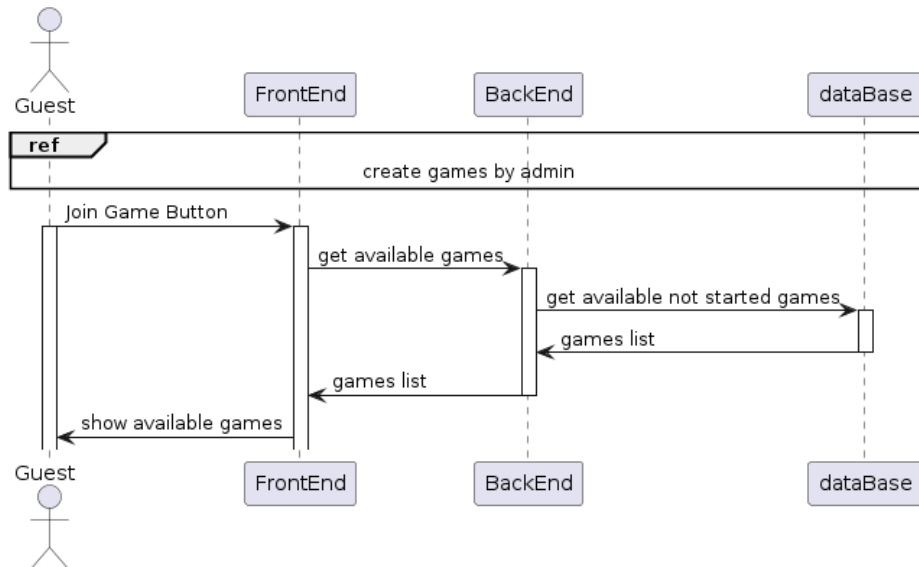 Guest
FrontEnd
BackEnd
dataBase
ref
create games by admin
Join Game Button
get available games
get available not started games
games list
games list
show available games
Guest
FrontEnd
BackEnd
dataBase